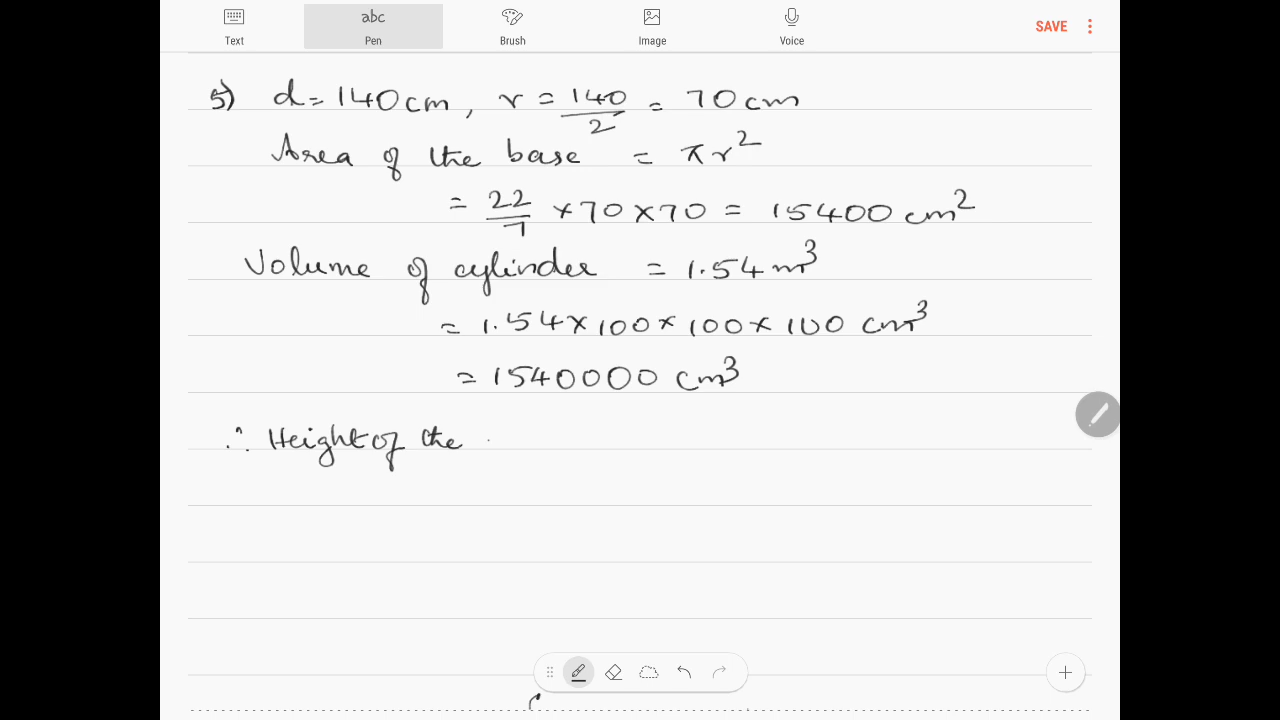 Text
abc
Pen
Brush
Image
Voice
SAVE
5) d = 140 cm, r = 140/2 = 70 cm
Area of the base = πr²
= 22/7 × 70 × 70 = 15400 cm²
Volume of cylinder = 1.54 m³
= 1.54 × 100 × 100 × 100 cm³
= 1540000 cm³
∴ Height of the